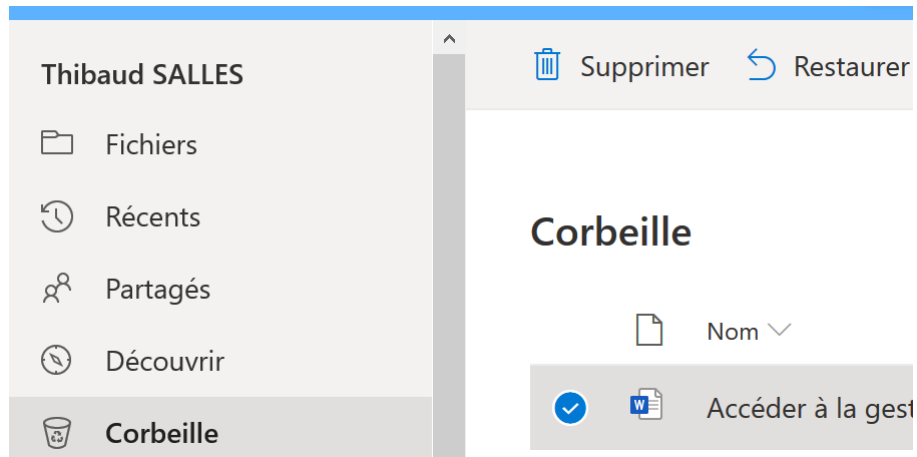 Thibaud SALLES
Fichiers
Récents
Partagés
Découvrir
Corbeille
Supprimer Restaurer
Corbeille
Nom
Accéder à la gest